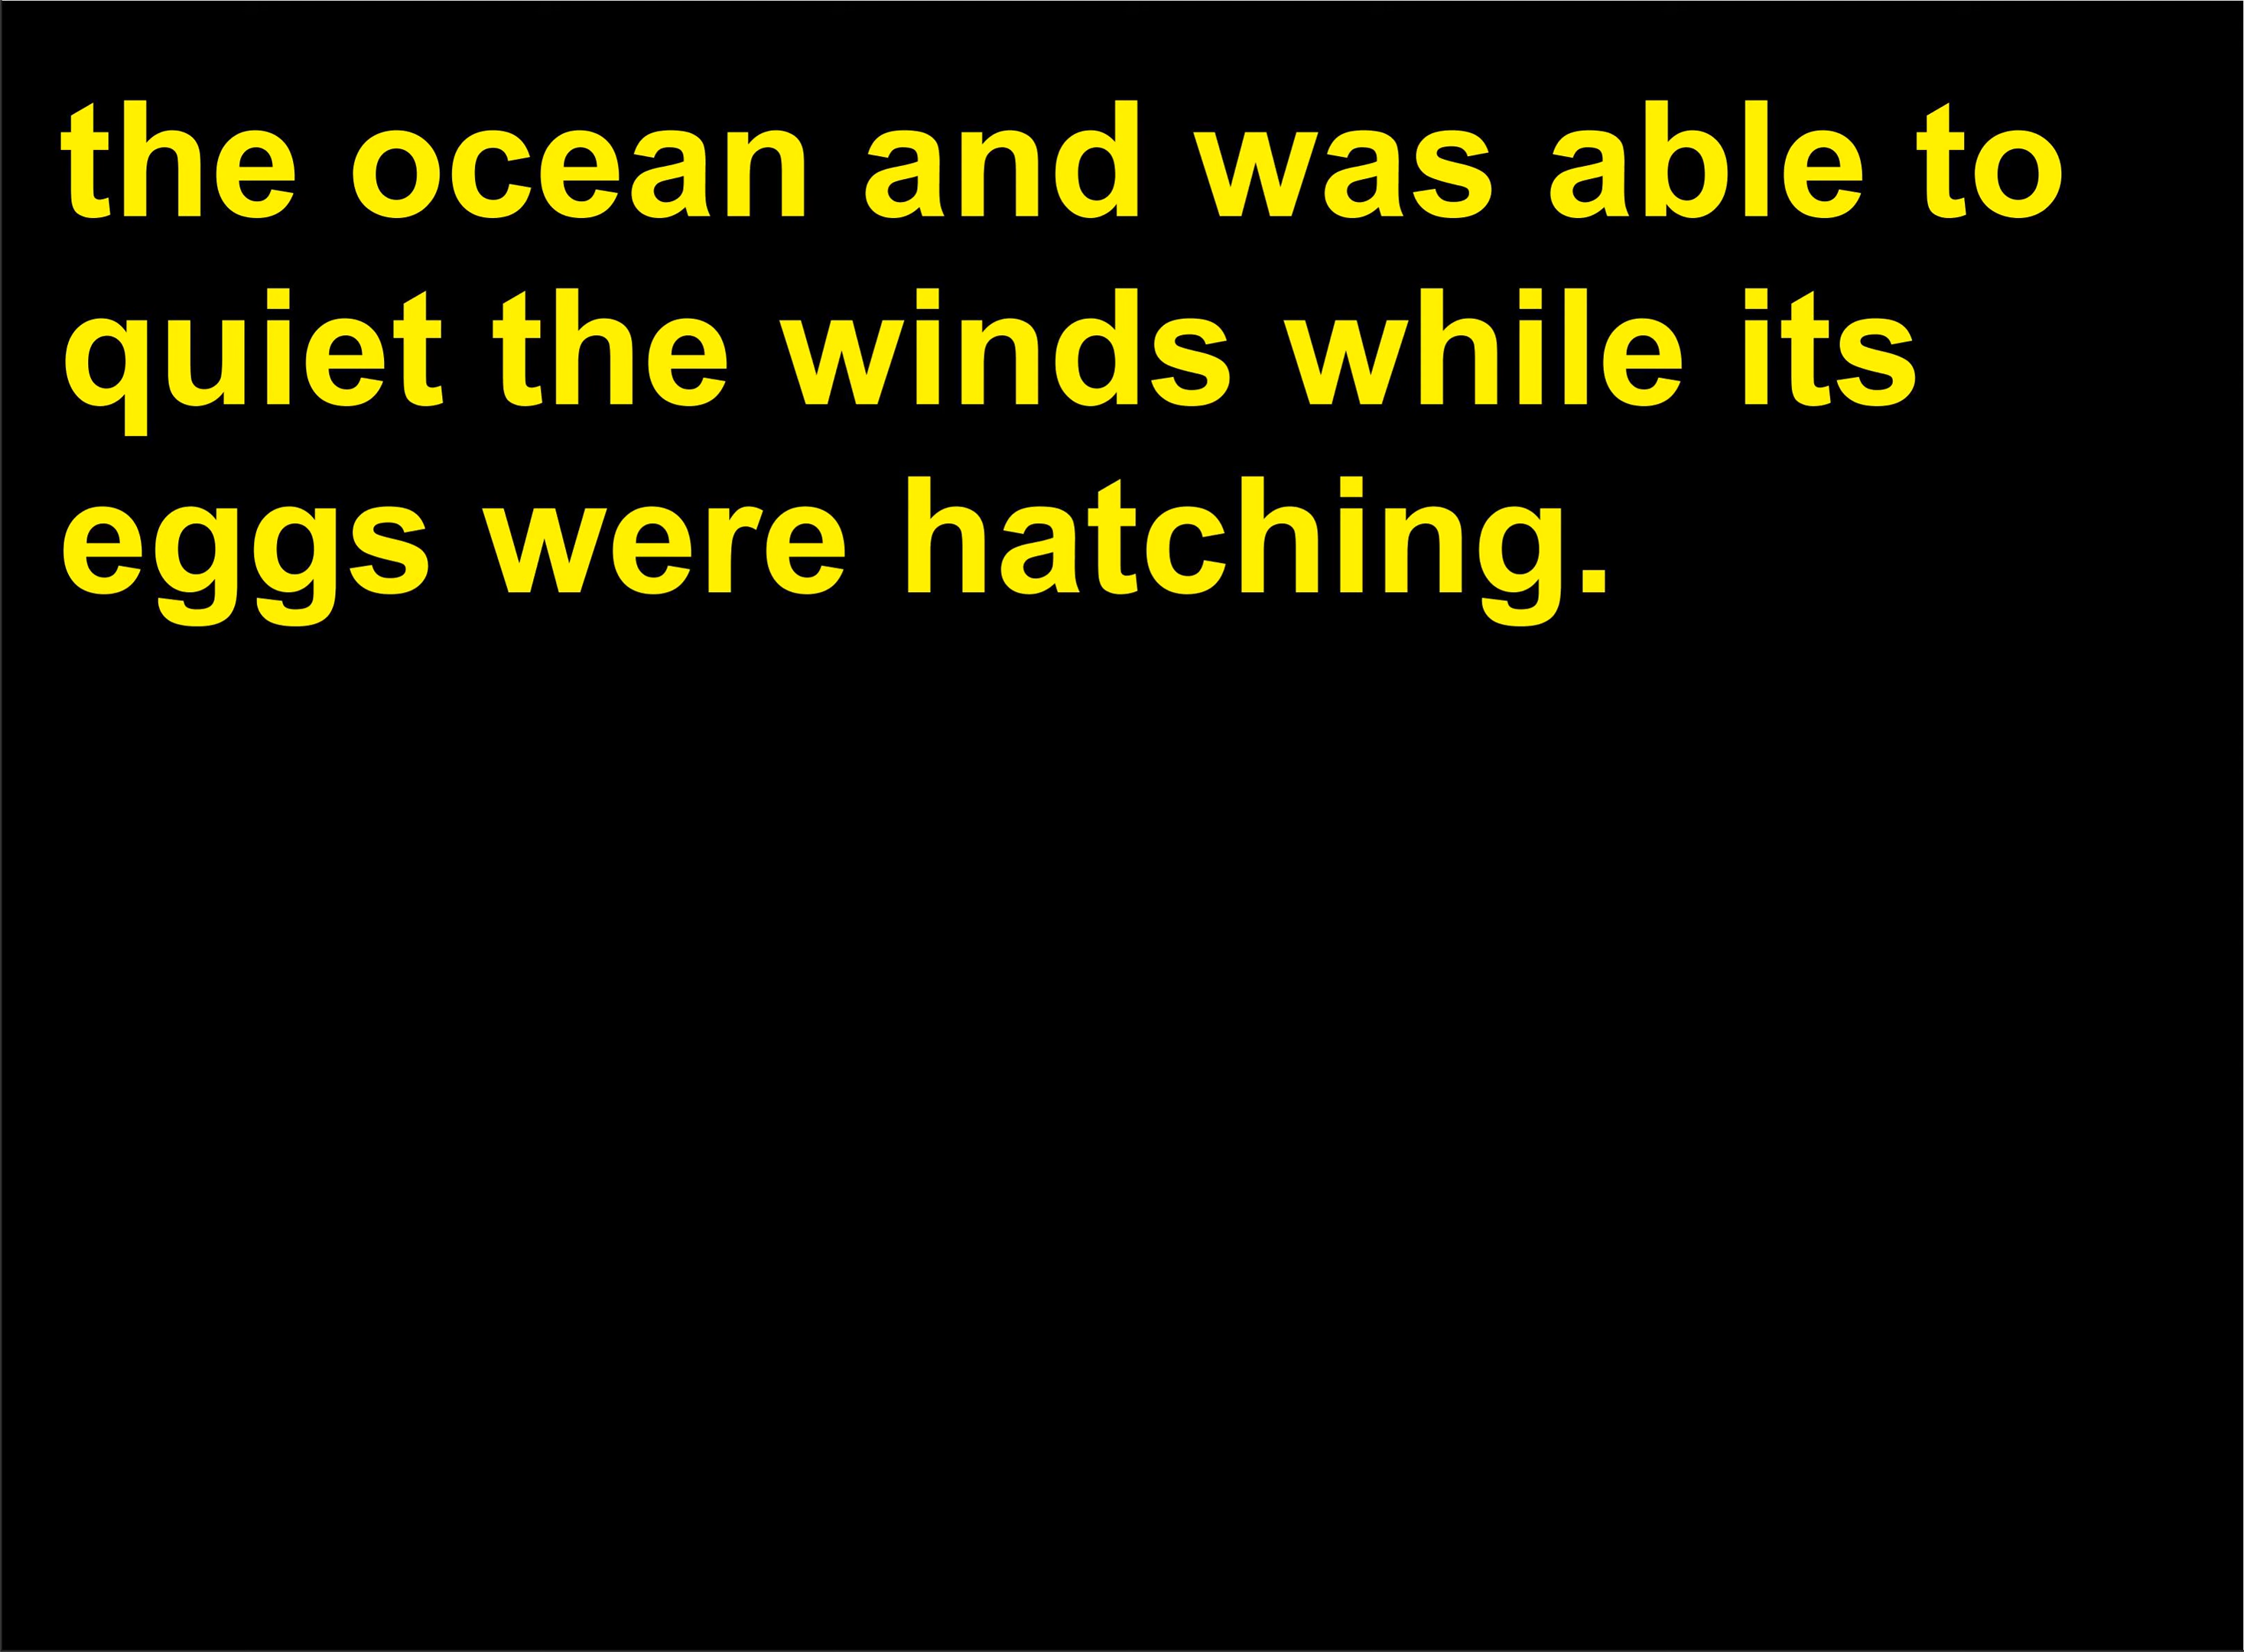 the ocean and was able to
quiet the winds while its
eggs were hatching.